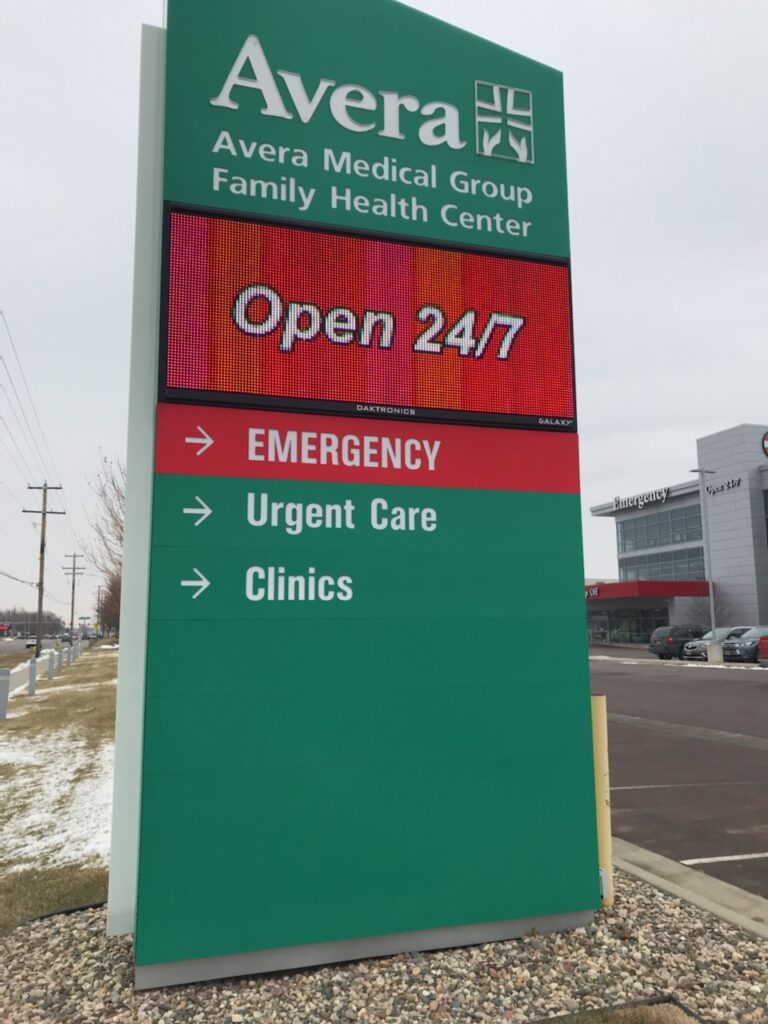 Avera
Avera Medical Group
Family Health Center
Open 24/7
DAKTRONICS
GALAXY
EMERGENCY
Urgent Care
Clinics
Emergency
Open 24/7